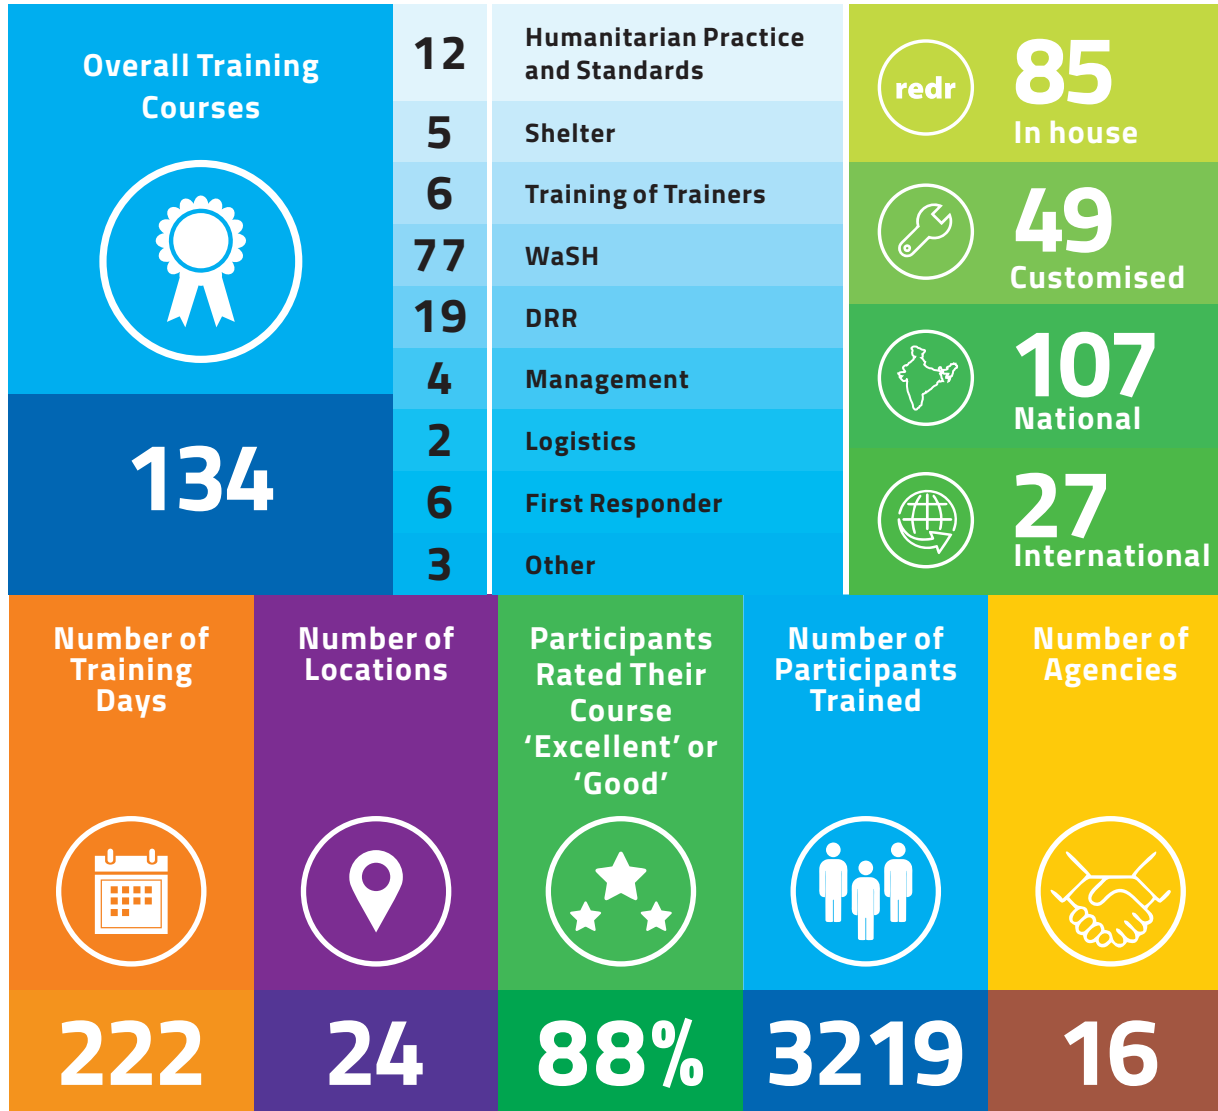 Overall Training
Courses
134
12
Humanitarian Practice
and Standards
5
Shelter
6
Training of Trainers
77
WaSH
19
DRR
4
Management
2
Logistics
6
First Responder
3
Other
redr
85
In house
49
Customised
107
National
27
International
Number of
Training
Days
222
Number of
Locations
24
Participants
Rated Their
Course
‘Excellent’ or
‘Good’
88%
Number of
Participants
Trained
3219
Number of
Agencies
16